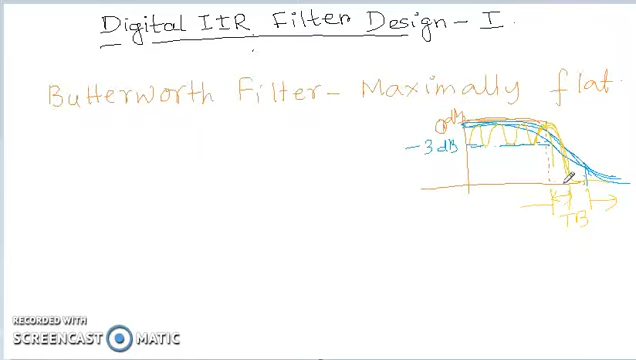 Digital IIR Filter Design - I.
Butterworth Filter - Maximally flat
0dB
-3dB
TB
RECORDED WITH
SCREENCAST MATIC